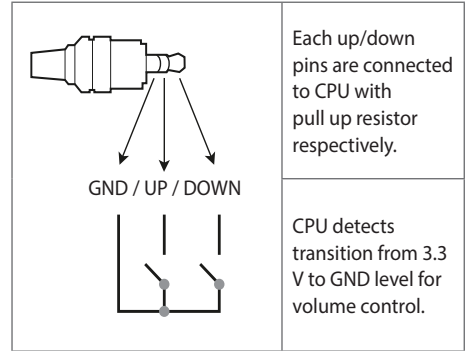 Each up/down
pins are connected
to CPU with
pull up resistor
respectively.
GND / UP / DOWN
CPU detects
transition from 3.3
V to GND level for
volume control.